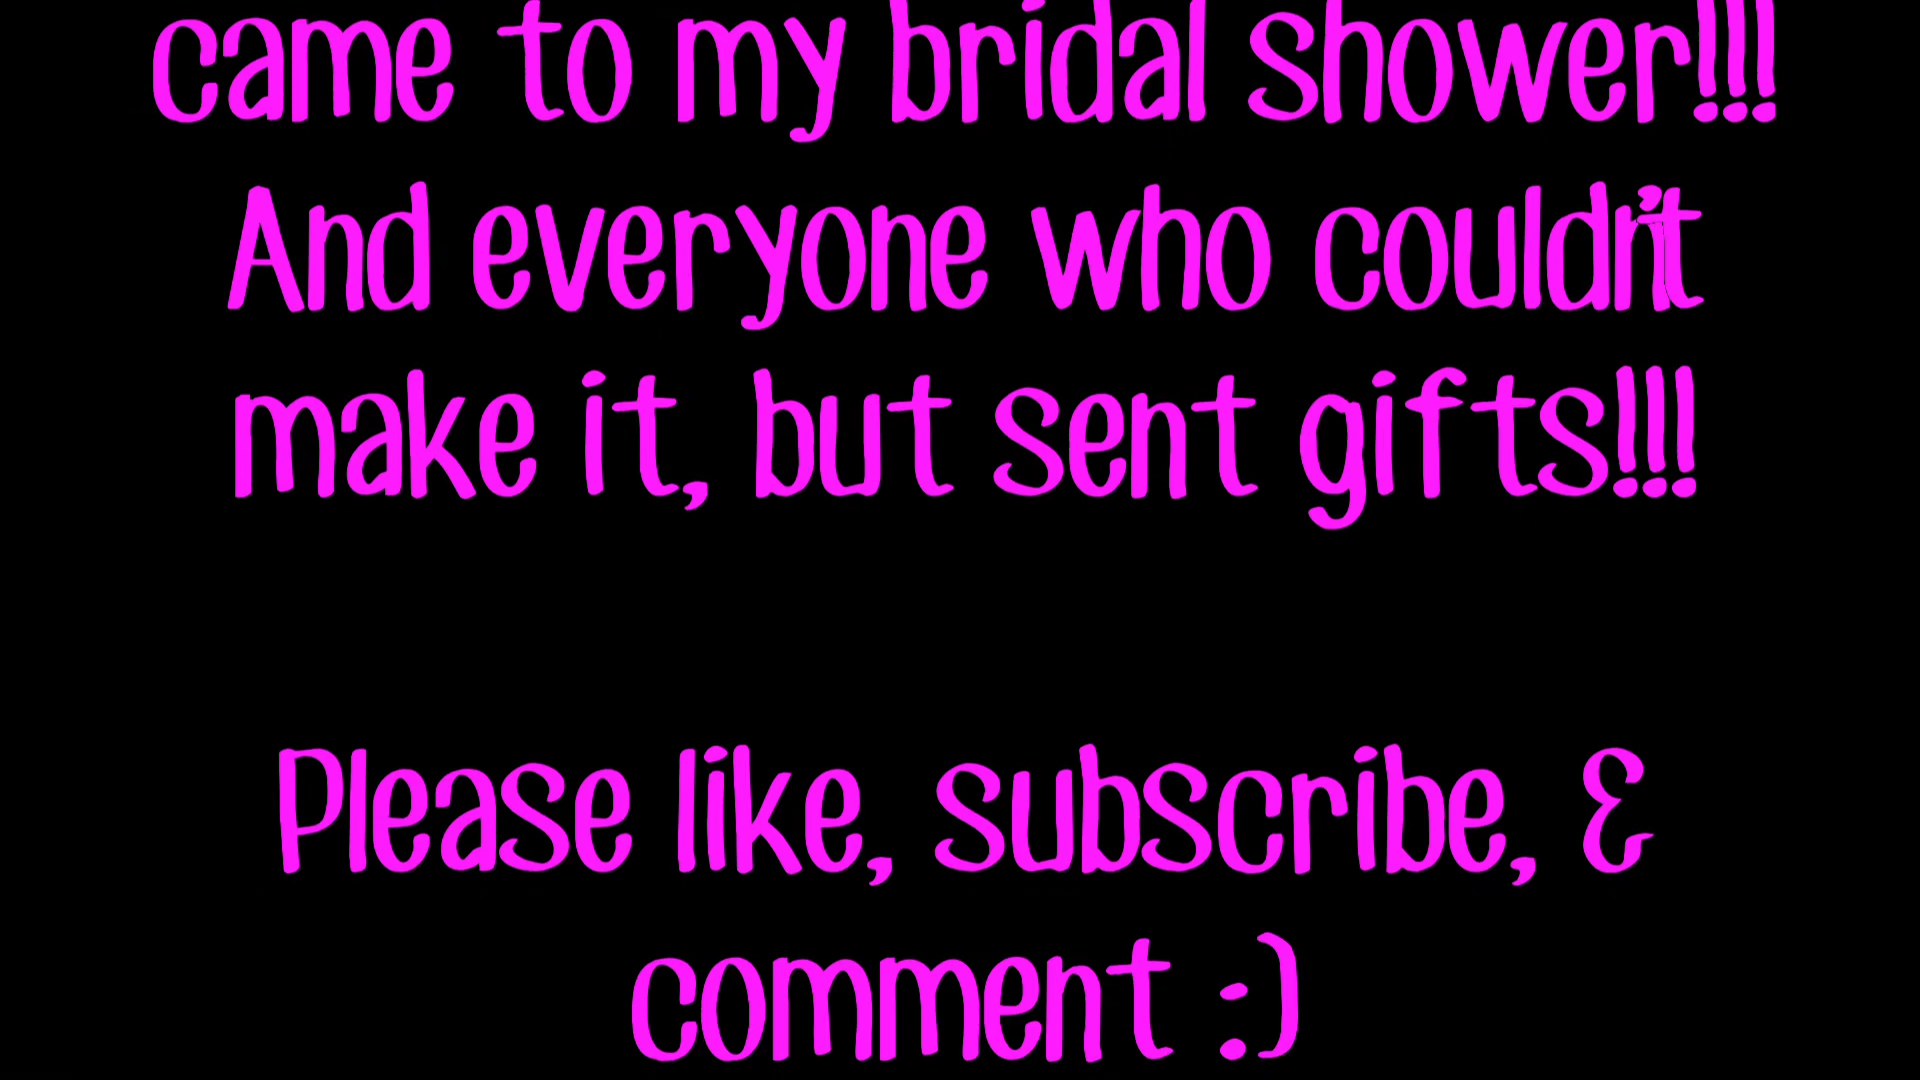 came to my bridal shower!!!
And everyone who couldn't
make it, but sent gifts!!!
Please like, subscribe, &
comment :)